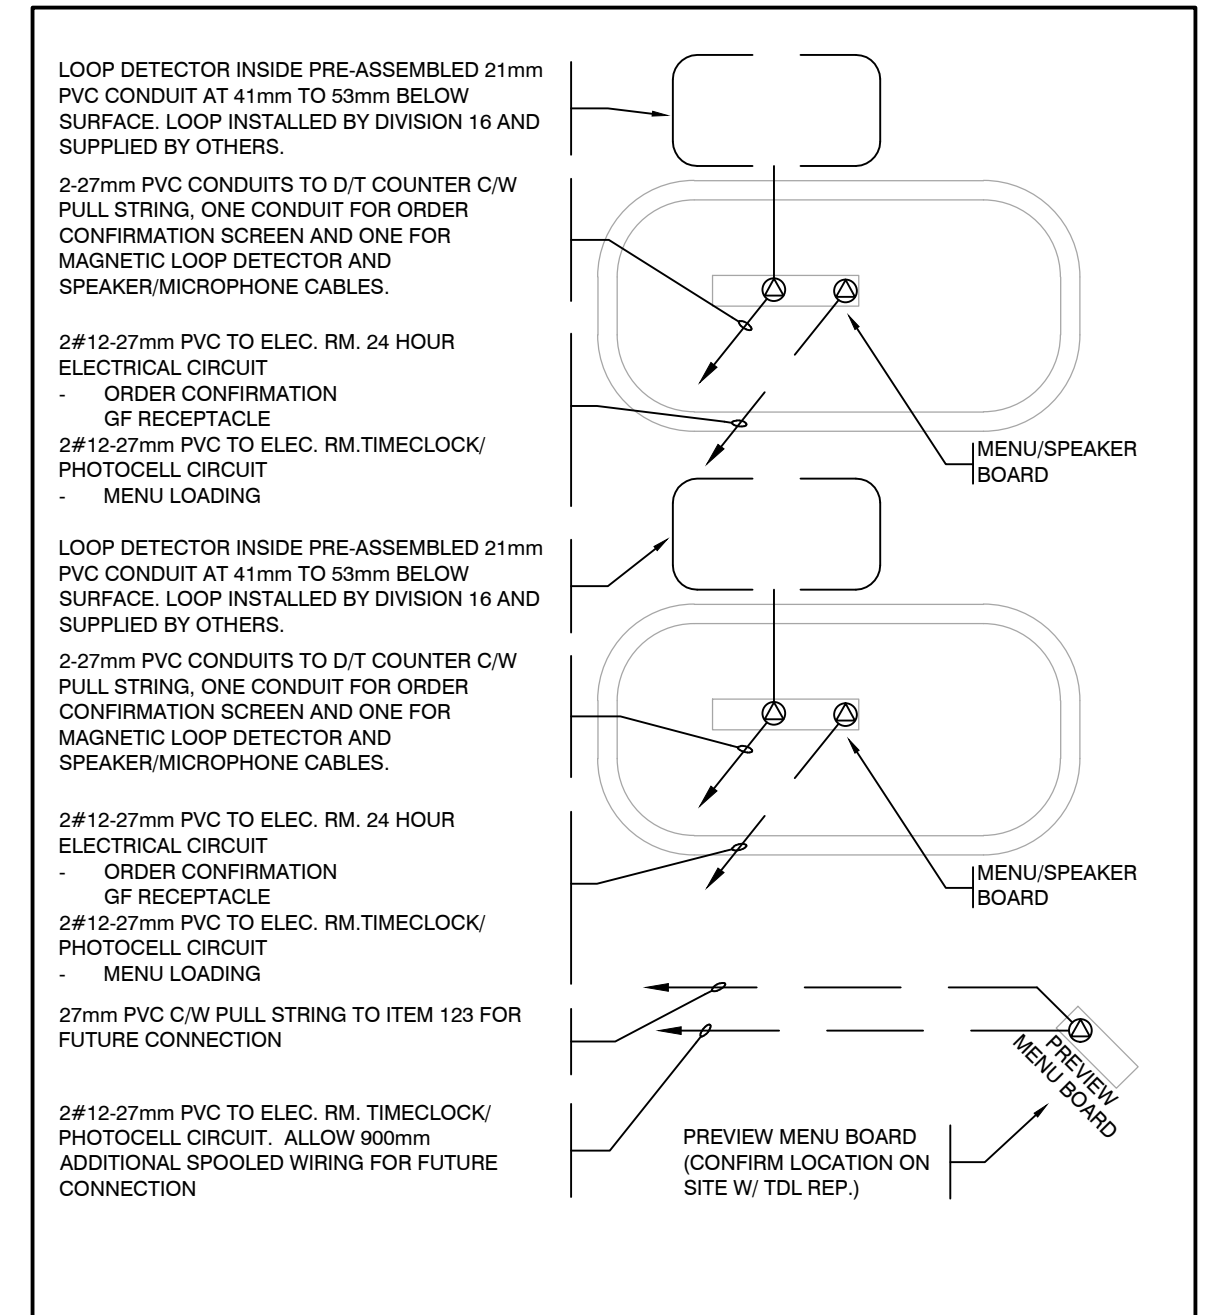 LOOP DETECTOR INSIDE PRE-ASSEMBLED 21mm
PVC CONDUIT AT 41mm TO 53mm BELOW
SURFACE. LOOP INSTALLED BY DIVISION 16 AND
SUPPLIED BY OTHERS.
2-27mm PVC CONDUITS TO D/T COUNTER C/W
PULL STRING, ONE CONDUIT FOR ORDER
CONFIRMATION SCREEN AND ONE FOR
MAGNETIC LOOP DETECTOR AND
SPEAKER/MICROPHONE CABLES.
2#12-27mm PVC TO ELEC. RM. 24 HOUR
ELECTRICAL CIRCUIT
- ORDER CONFIRMATION
GF RECEPTACLE
2#12-27mm PVC TO ELEC. RM.TIMECLOCK/
PHOTOCELL CIRCUIT
- MENU LOADING
MENU/SPEAKER
BOARD
LOOP DETECTOR INSIDE PRE-ASSEMBLED 21mm
PVC CONDUIT AT 41mm TO 53mm BELOW
SURFACE. LOOP INSTALLED BY DIVISION 16 AND
SUPPLIED BY OTHERS.
2-27mm PVC CONDUITS TO D/T COUNTER C/W
PULL STRING, ONE CONDUIT FOR ORDER
CONFIRMATION SCREEN AND ONE FOR
MAGNETIC LOOP DETECTOR AND
SPEAKER/MICROPHONE CABLES.
2#12-27mm PVC TO ELEC. RM. 24 HOUR
ELECTRICAL CIRCUIT
- ORDER CONFIRMATION
GF RECEPTACLE
2#12-27mm PVC TO ELEC. RM.TIMECLOCK/
PHOTOCELL CIRCUIT
- MENU LOADING
MENU/SPEAKER
BOARD
27mm PVC C/W PULL STRING TO ITEM 123 FOR
FUTURE CONNECTION
2#12-27mm PVC TO ELEC. RM. TIMECLOCK/
PHOTOCELL CIRCUIT.  ALLOW 900mm
ADDITIONAL SPOOLED WIRING FOR FUTURE
CONNECTION
PREVIEW
MENU BOARD
PREVIEW MENU BOARD
(CONFIRM LOCATION ON
SITE W/ TDL REP.)